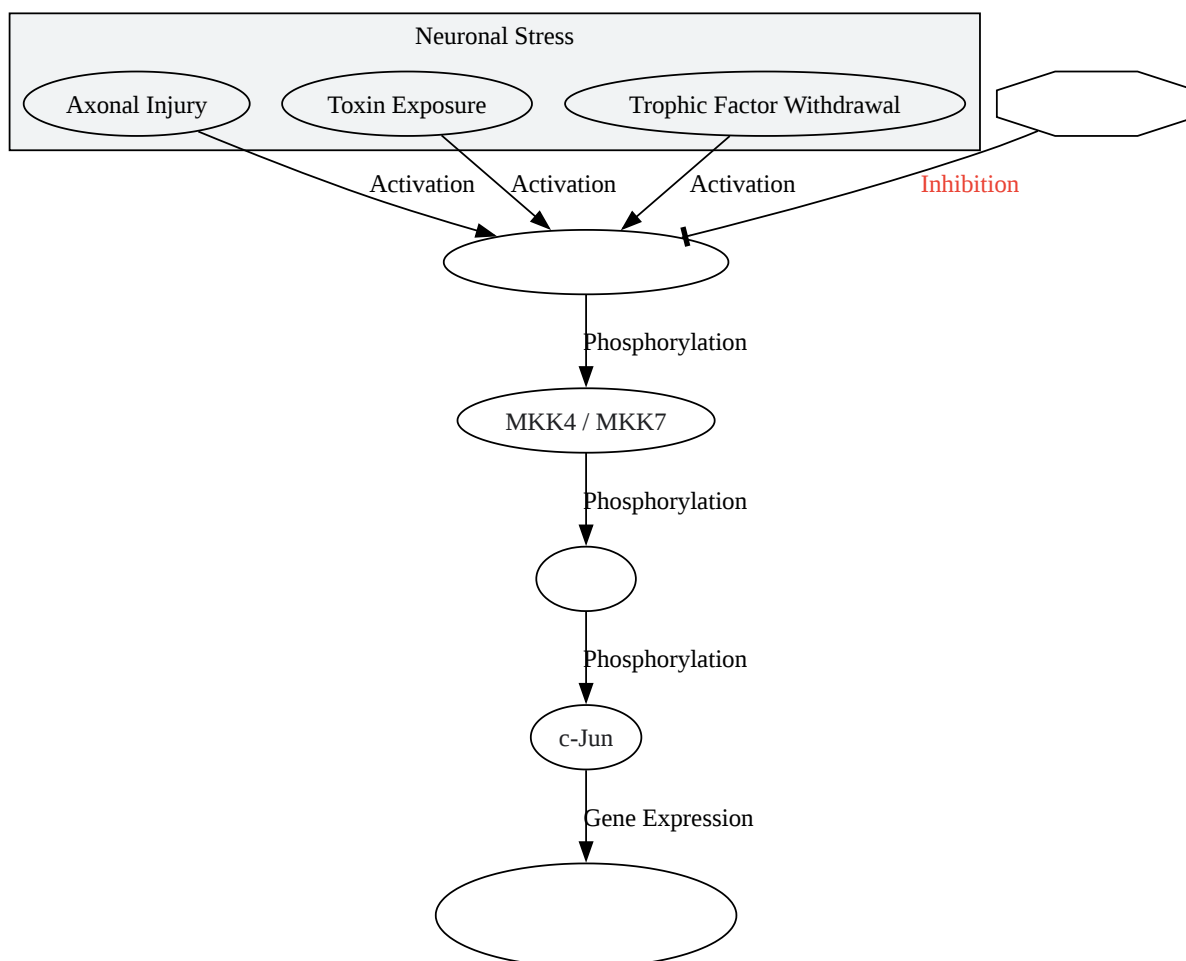 Neuronal Stress
Axonal Injury
Toxin Exposure
Trophic Factor Withdrawal
Activation
Activation
Activation
Inhibition
Phosphorylation
MKK4 / MKK7
Phosphorylation
Phosphorylation
c-Jun
Gene Expression